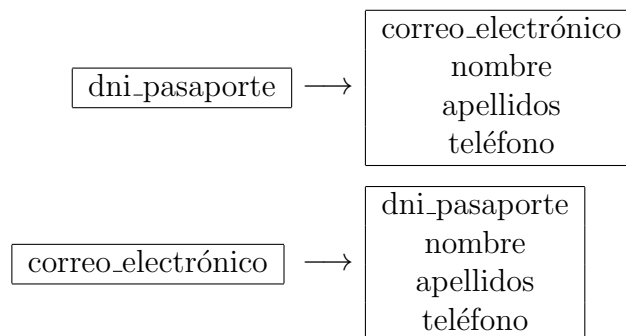 dni_pasaporte
correo_electrónico
nombre
apellidos
teléfono
correo_electrónico
dni_pasaporte
nombre
apellidos
teléfono